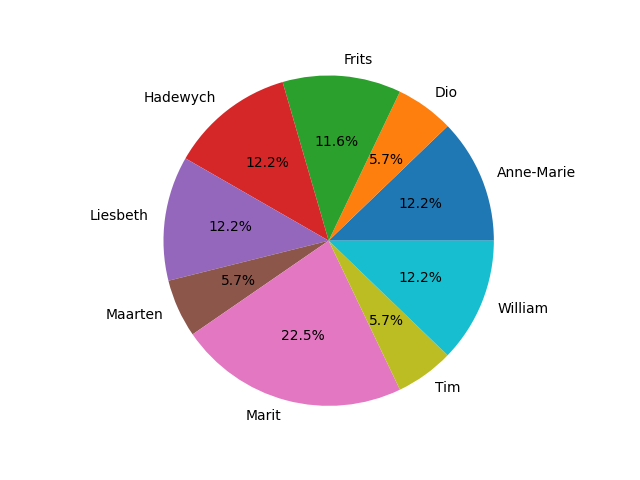 Frits
Dio
Hadewych
11.6%
5.7%
12.2%
Anne-Marie
12.2%
Liesbeth
12.2%
12.2%
5.7%
Maarten
William
5.7%
22.5%
Tim
Marit